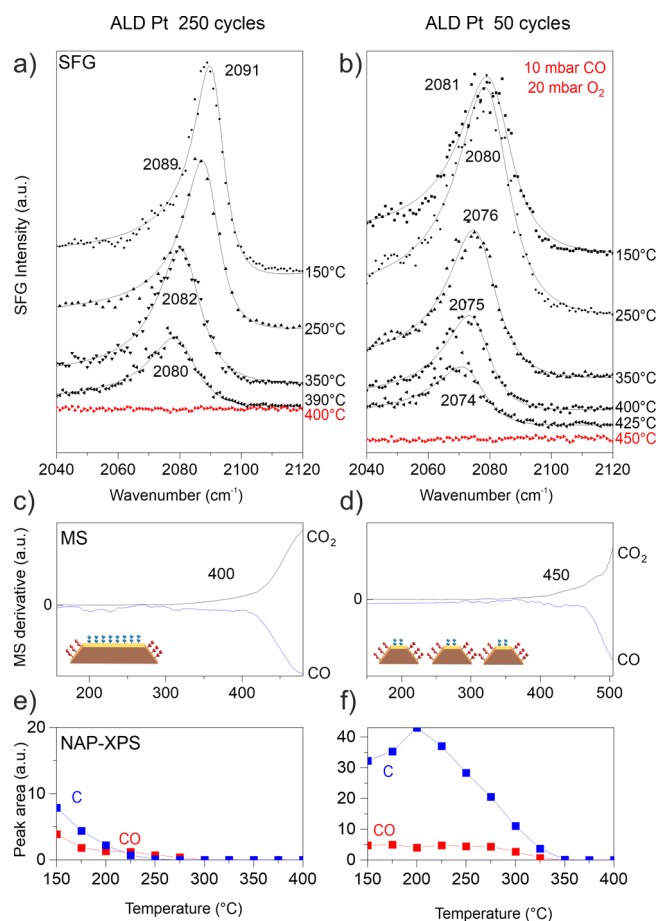 ALD Pt 250 cycles
ALD Pt 50 cycles
a)
SFG
2091
2089
2082
2080
150°C
250°C
350°C
390°C
400°C
SFG Intensity (a.u.)
2040 2060 2080 2100 2120
Wavenumber (cm⁻¹)
b)
10 mbar CO
20 mbar O₂
2081
2080
2076
2075
2074
150°C
250°C
350°C
400°C
425°C
450°C
2040 2060 2080 2100 2120
Wavenumber (cm⁻¹)
c)
MS
CO₂
400
0
MS derivative (a.u.)
CO
200 300 400
d)
CO₂
450
0
CO
200 300 400 500
e)
20
NAP-XPS
10
C
CO
0
Peak area (a.u.)
150 200 250 300 350 400
Temperature (°C)
f)
40
30
C
20
10
CO
0
150 200 250 300 350 400
Temperature (°C)